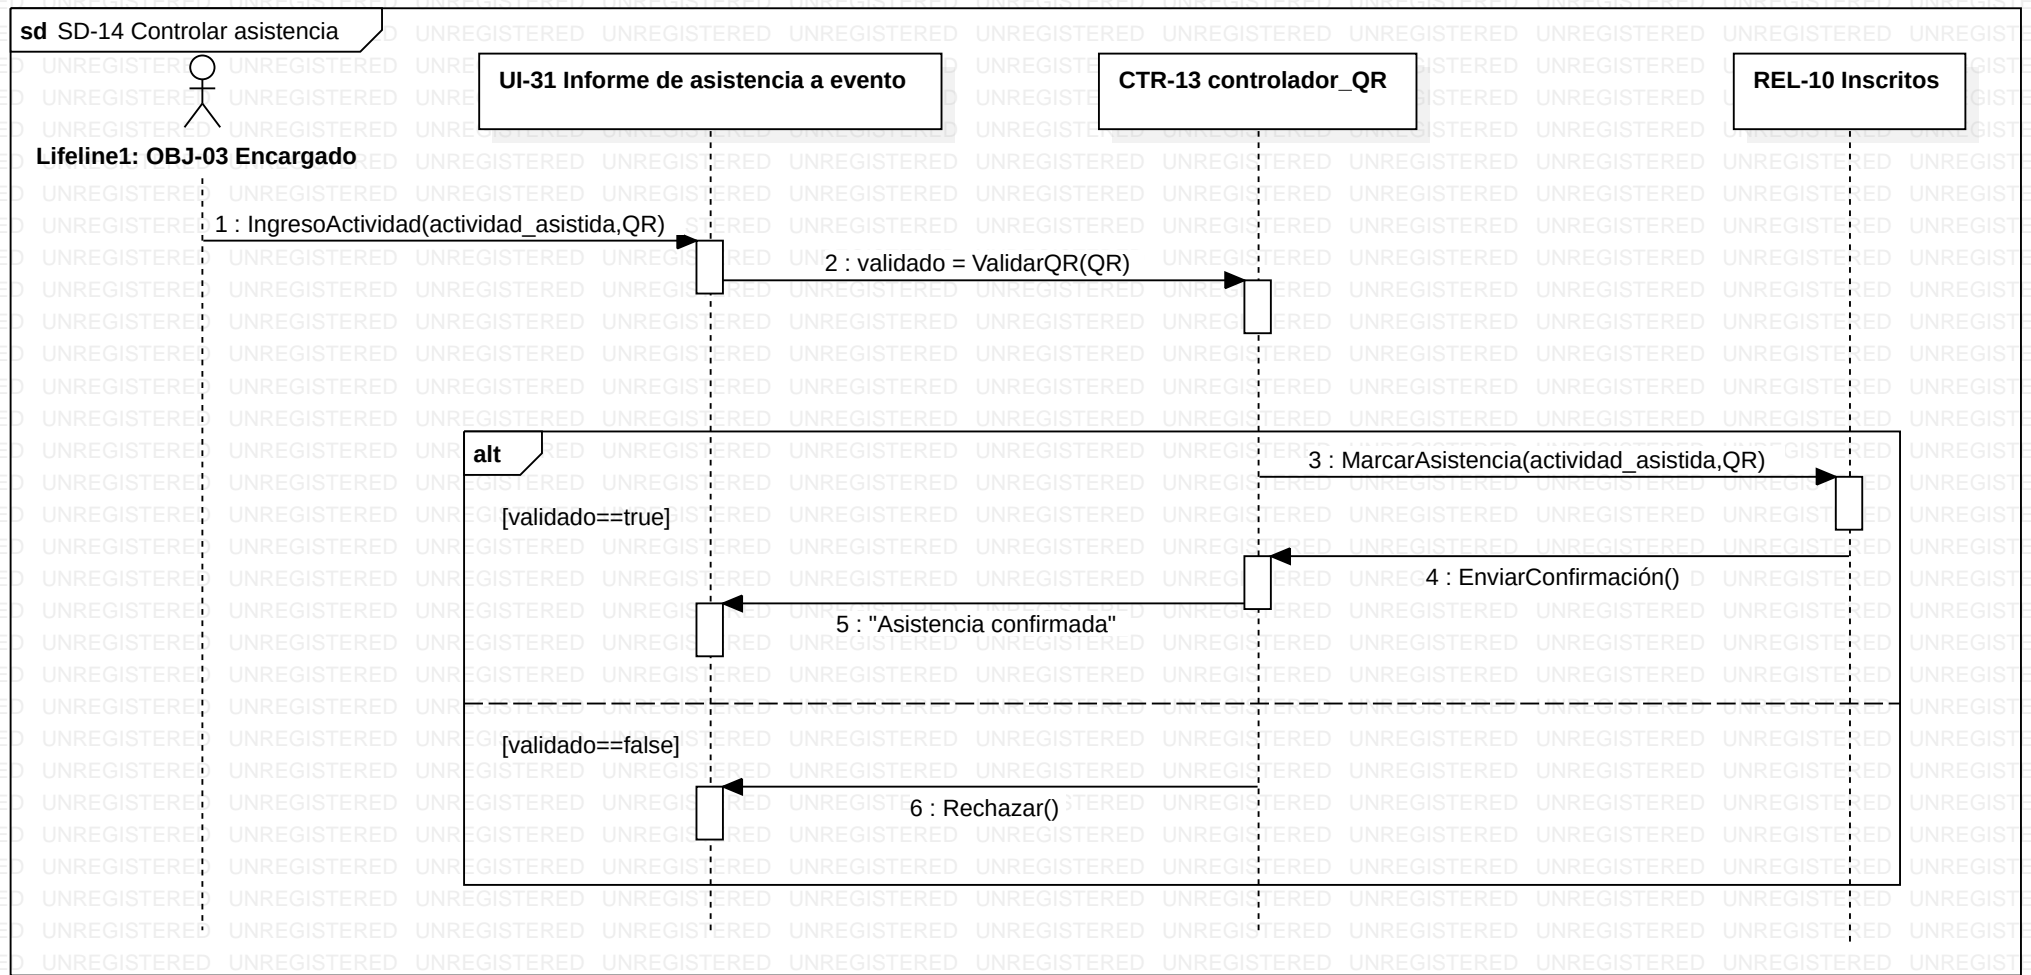 sd SD-14 Controlar asistencia
UI-31 Informe de asistencia a evento
CTR-13 controlador_QR
REL-10 Inscritos
Lifeline1: OBJ-03 Encargado
1 : IngresoActividad(actividad_asistida,QR)
2 : validado = ValidarQR(QR)
alt
3 : MarcarAsistencia(actividad_asistida,QR)
[validado==true]
4 : EnviarConfirmación()
5 : "Asistencia confirmada"
[validado==false]
6 : Rechazar()
UNREGISTERED